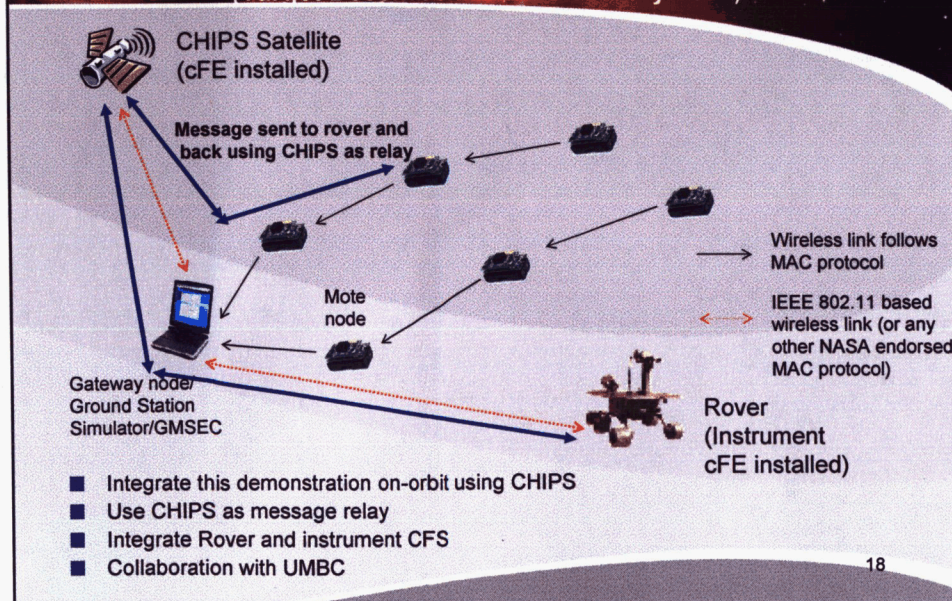 CHIPS Satellite
(cFE installed)
Message sent to rover and
back using CHIPS as relay
Mote
node
Wireless link follows
MAC protocol
IEEE 802.11 based
wireless link (or any
other NASA endorsed
MAC protocol)
Gateway node/
Ground Station
Simulator/GMSEC
Rover
(Instrument
cFE installed)
Integrate this demonstration on-orbit using CHIPS
Use CHIPS as message relay
Integrate Rover and instrument CFS
Collaboration with UMBC
18